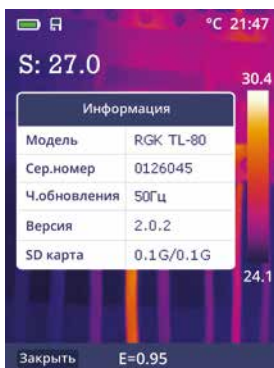 °C 21:47
S: 27.0
30.4
Информация
Модель RGK TL-80
Сер.номер 0126045
Ч.обновления 50Гц
Версия 2.0.2
SD карта 0.1G/0.1G
24.1
Закрыть E=0.95